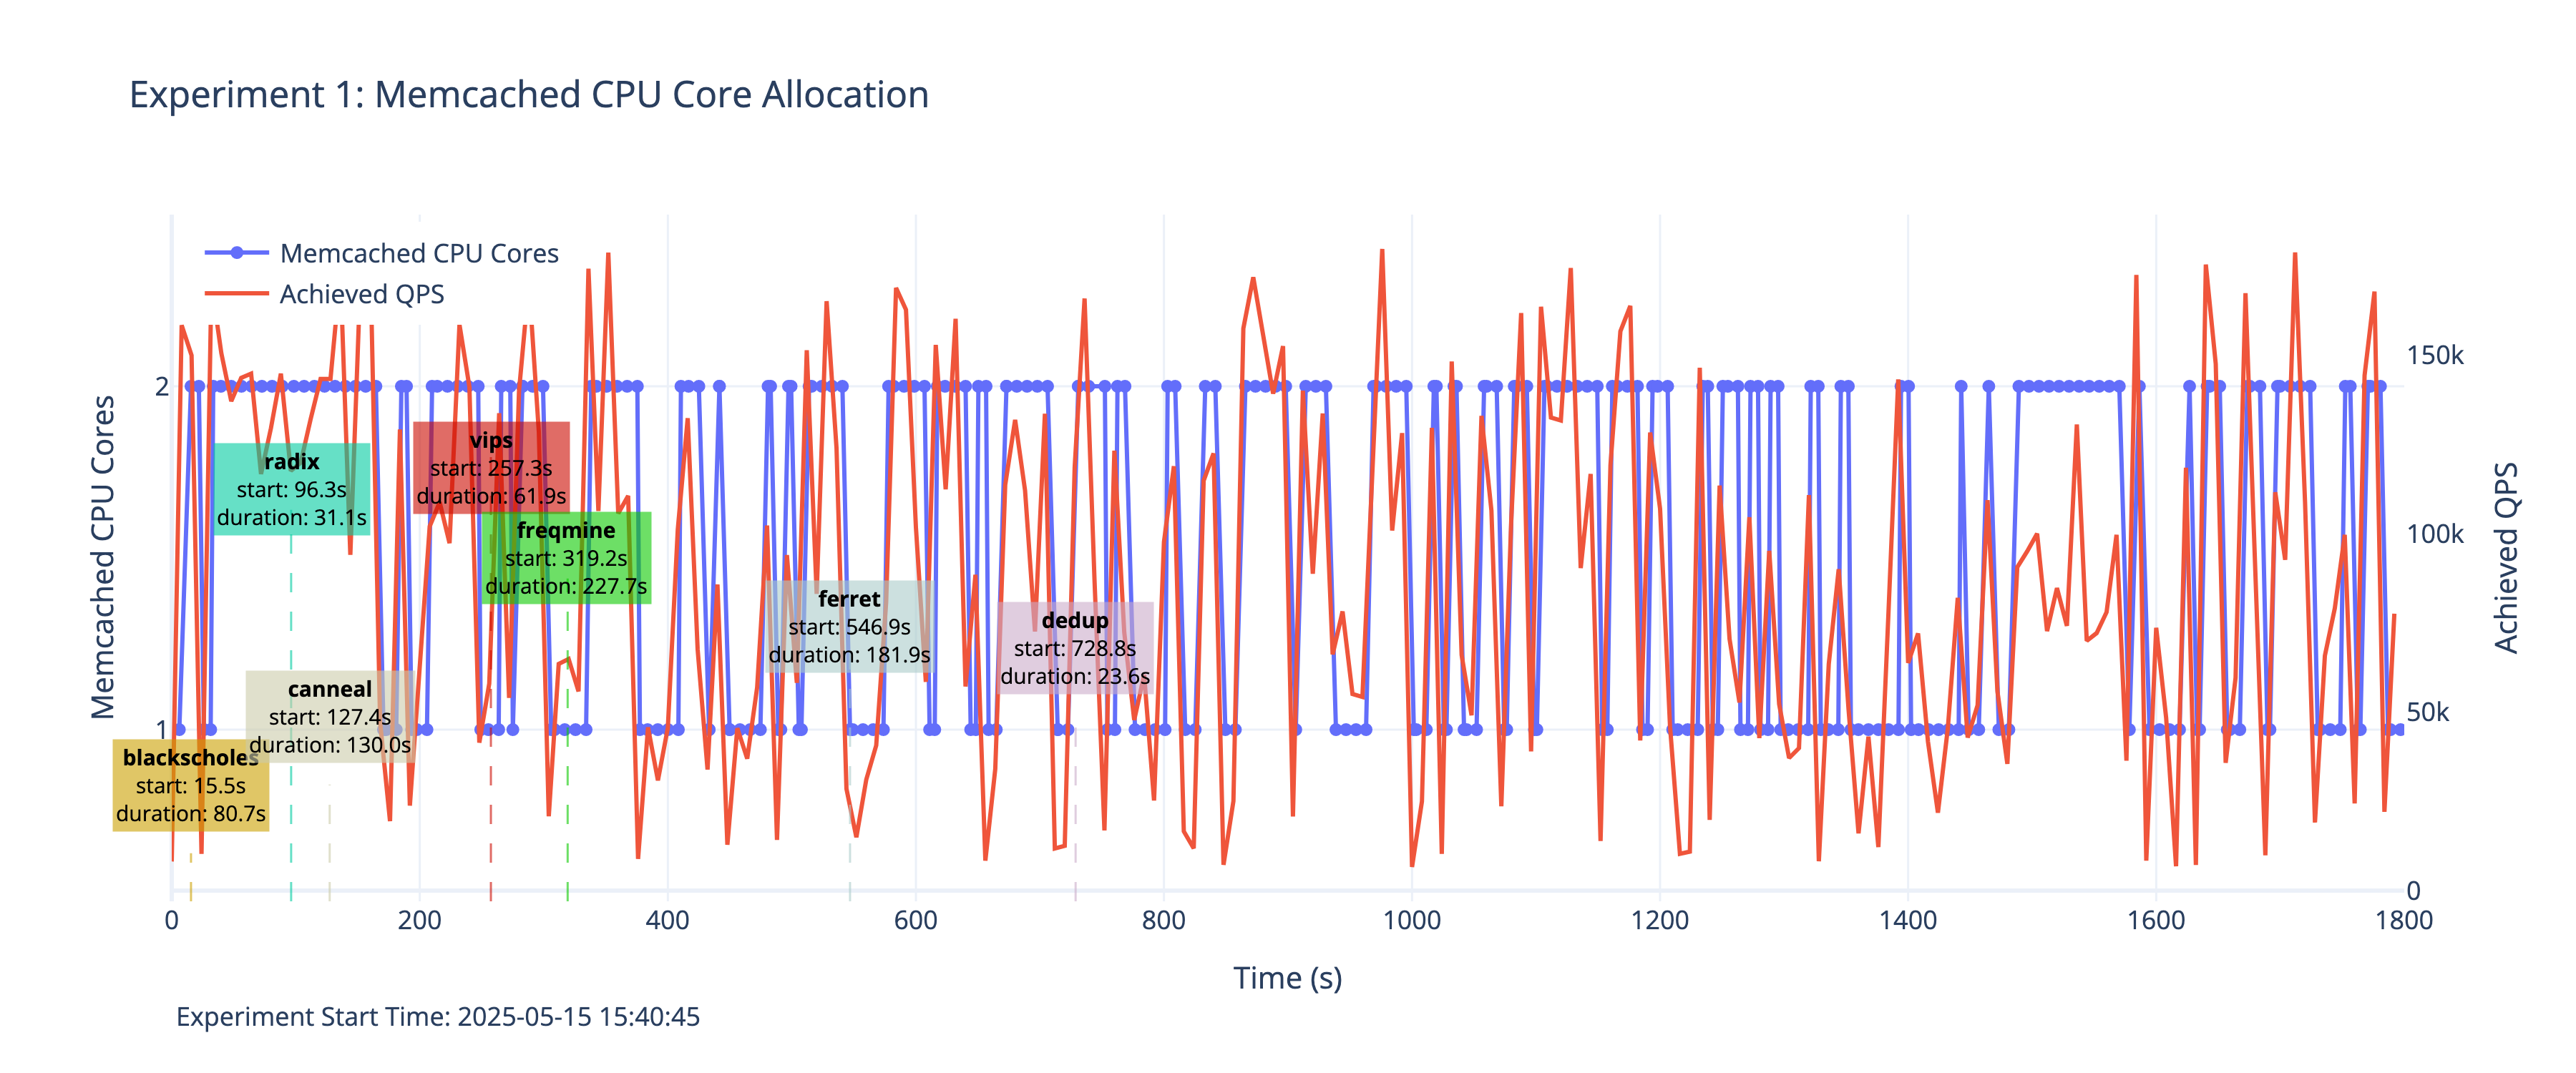 Experiment 1: Memcached CPU Core Allocation
Memcached CPU Cores
Achieved QPS
Memcached CPU Cores
2
1
Achieved QPS
150k
100k
50k
0
vips
start: 257.3s
duration: 61.9s
radix
start: 96.3s
duration: 31.1s
freqmine
start: 319.2s
duration: 227.7s
ferret
start: 546.9s
duration: 181.9s
dedup
start: 728.8s
duration: 23.6s
canneal
start: 127.4s
duration: 130.0s
blackscholes
start: 15.5s
duration: 80.7s
0 200 400 600 800 1000 1200 1400 1600 1800
Time (s)
Experiment Start Time: 2025-05-15 15:40:45